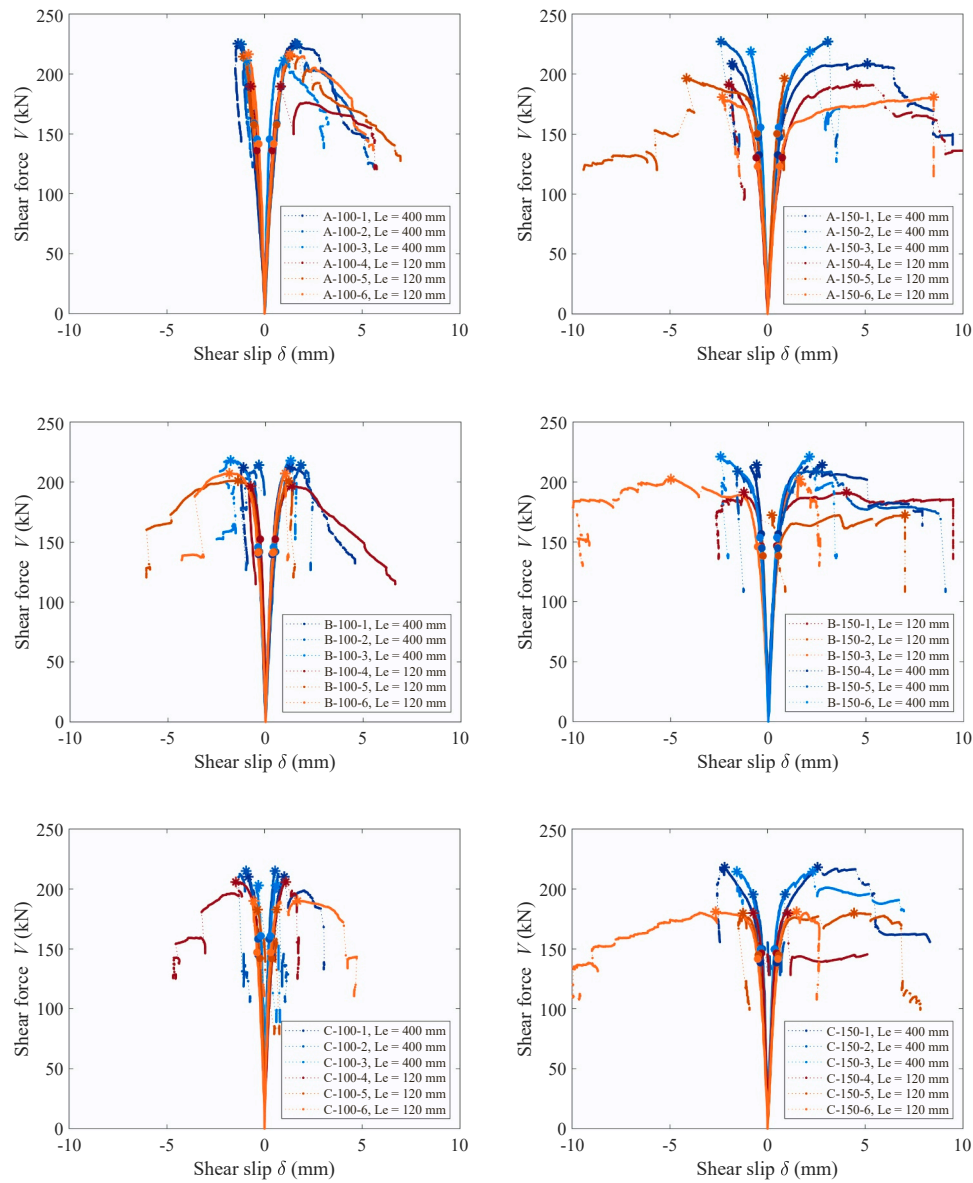 250
200
150
100
50
0
-10 -5 0 5 10
Shear force V (kN)
Shear slip δ (mm)
A-100-1, Le = 400 mm
A-100-2, Le = 400 mm
A-100-3, Le = 400 mm
A-100-4, Le = 120 mm
A-100-5, Le = 120 mm
A-100-6, Le = 120 mm
250
200
150
100
50
0
-10 -5 0 5 10
Shear force V (kN)
Shear slip δ (mm)
A-150-1, Le = 400 mm
A-150-2, Le = 400 mm
A-150-3, Le = 400 mm
A-150-4, Le = 120 mm
A-150-5, Le = 120 mm
A-150-6, Le = 120 mm
250
200
150
100
50
0
-10 -5 0 5 10
Shear force V (kN)
Shear slip δ (mm)
B-100-1, Le = 400 mm
B-100-2, Le = 400 mm
B-100-3, Le = 400 mm
B-100-4, Le = 120 mm
B-100-5, Le = 120 mm
B-100-6, Le = 120 mm
250
200
150
100
50
0
-10 -5 0 5 10
Shear force V (kN)
Shear slip δ (mm)
B-150-1, Le = 120 mm
B-150-2, Le = 120 mm
B-150-3, Le = 120 mm
B-150-4, Le = 400 mm
B-150-5, Le = 400 mm
B-150-6, Le = 400 mm
250
200
150
100
50
0
-10 -5 0 5 10
Shear force V (kN)
Shear slip δ (mm)
C-100-1, Le = 400 mm
C-100-2, Le = 400 mm
C-100-3, Le = 400 mm
C-100-4, Le = 120 mm
C-100-5, Le = 120 mm
C-100-6, Le = 120 mm
250
200
150
100
50
0
-10 -5 0 5 10
Shear force V (kN)
Shear slip δ (mm)
C-150-1, Le = 400 mm
C-150-2, Le = 400 mm
C-150-3, Le = 400 mm
C-150-4, Le = 120 mm
C-150-5, Le = 120 mm
C-150-6, Le = 120 mm